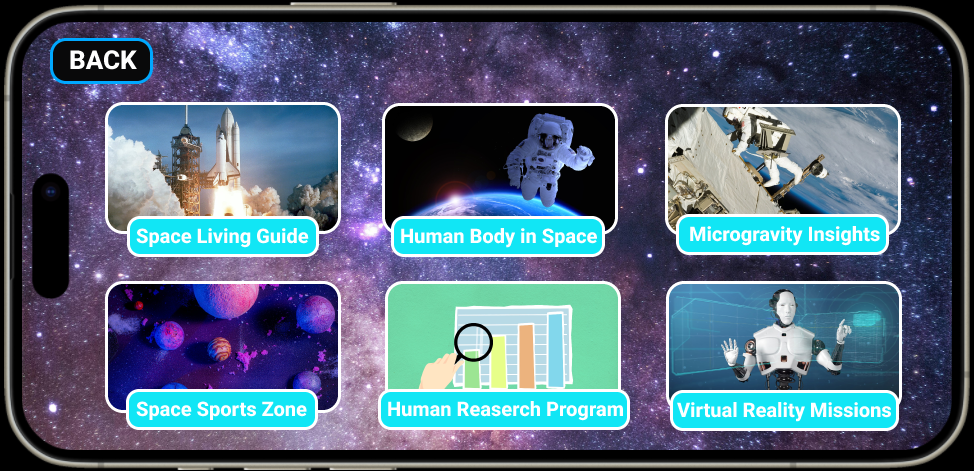 BACK
Space Living Guide
Human Body in Space
Microgravity Insights
Space Sports Zone
Human Reaserch Program
Virtual Reality Missions